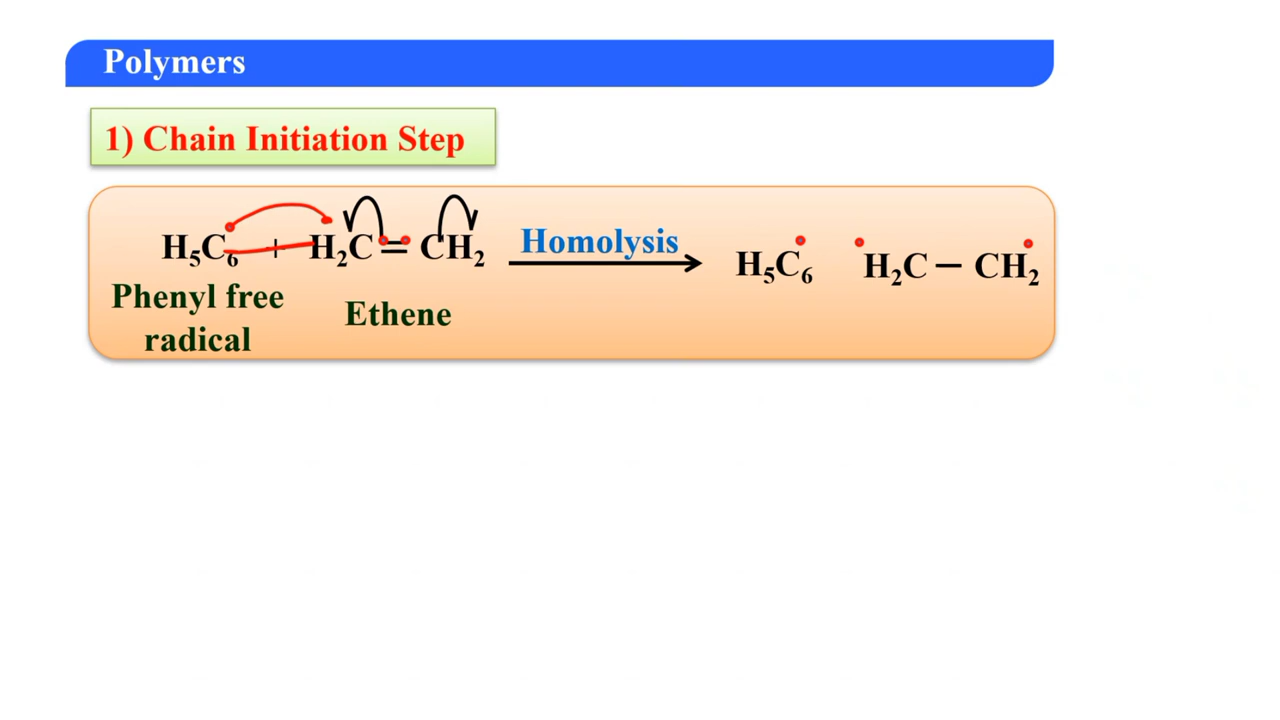 Polymers
1) Chain Initiation Step
H₅C₆ + H₂C = CH₂ Homolysis H₅C₆ H₂C − CH₂
Phenyl free radical
Ethene